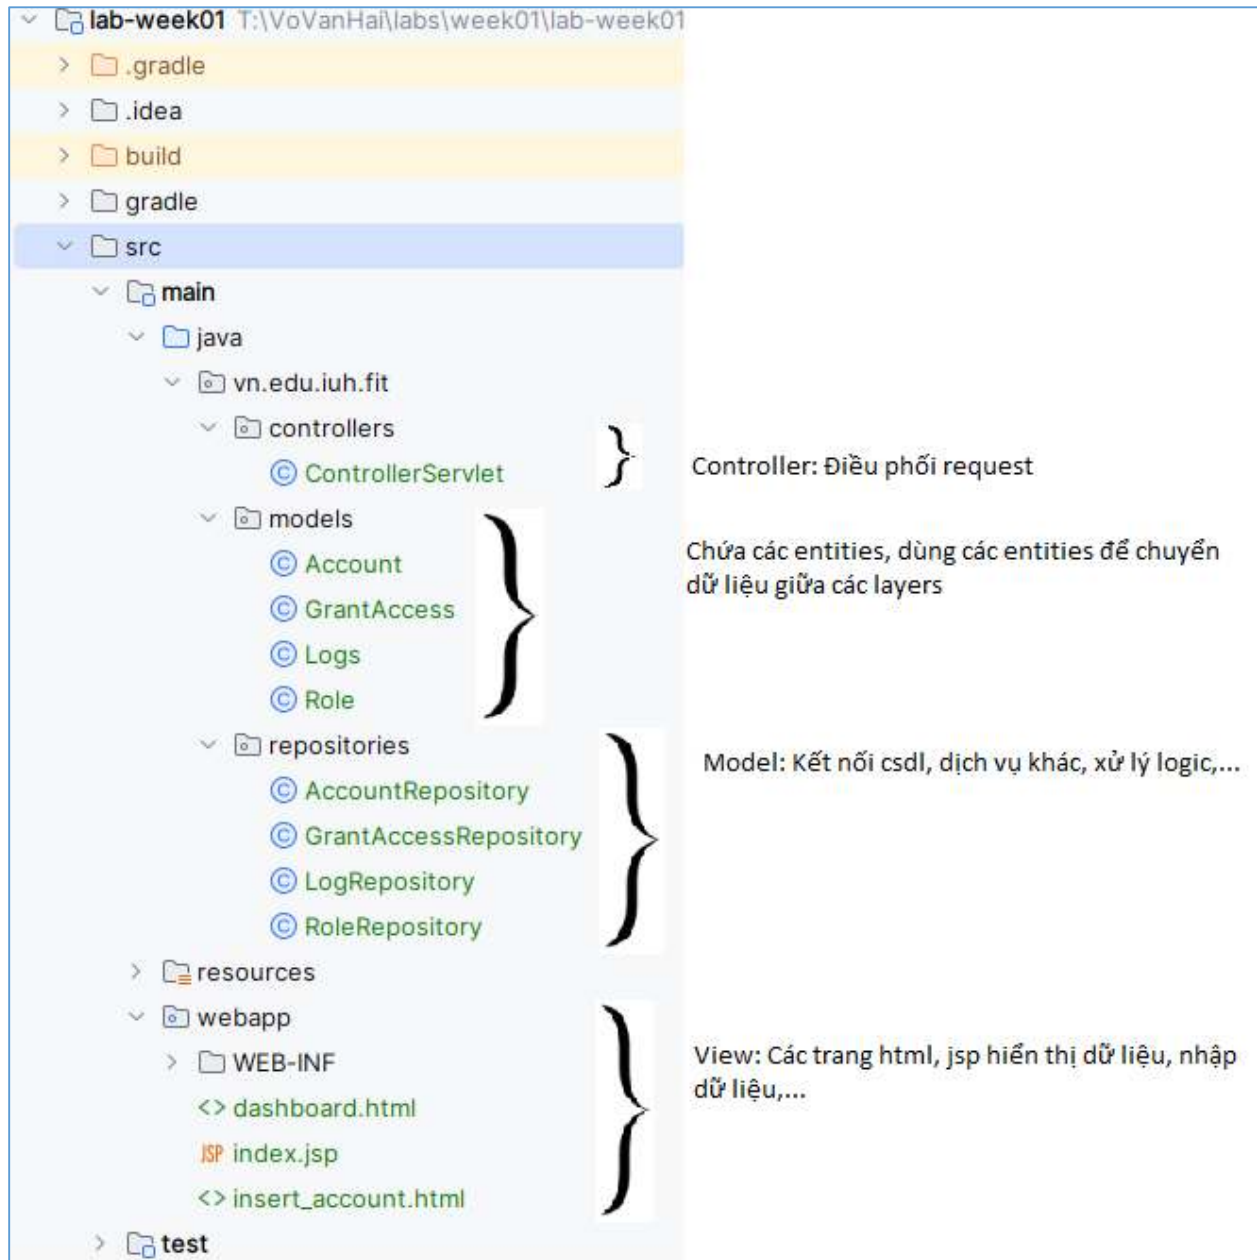 lab-week01 T:\VoVanHai\labs\week01\lab-week01
.gradle
.idea
build
gradle
src
main
java
vn.edu.iuh.fit
controllers
ControllerServlet
Controller: Điều phối request
models
Account
GrantAccess
Logs
Role
Chứa các entities, dùng các entities để chuyển
dữ liệu giữa các layers
repositories
AccountRepository
GrantAccessRepository
LogRepository
RoleRepository
Model: Kết nối csdl, dịch vụ khác, xử lý logic,...
resources
webapp
WEB-INF
<> dashboard.html
JSP index.jsp
<> insert_account.html
View: Các trang html, jsp hiển thị dữ liệu, nhập
dữ liệu,...
test